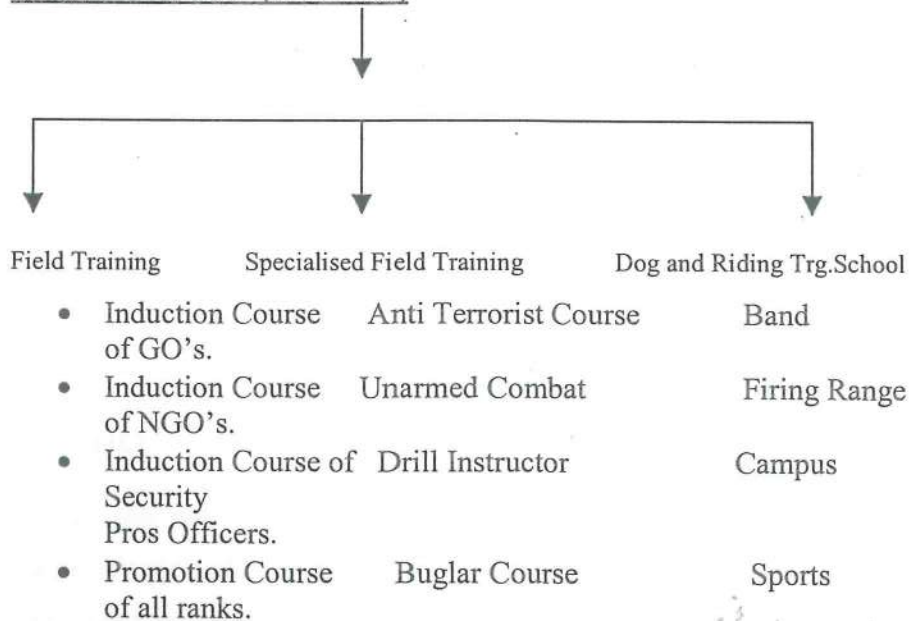 Field Training Specialised Field Training Dog and Riding Trg.School
• Induction Course Anti Terrorist Course Band
of GO's.
• Induction Course Unarmed Combat Firing Range
of NGO's.
• Induction Course of Drill Instructor Campus
Security
Pros Officers.
• Promotion Course Buglar Course Sports
of all ranks.